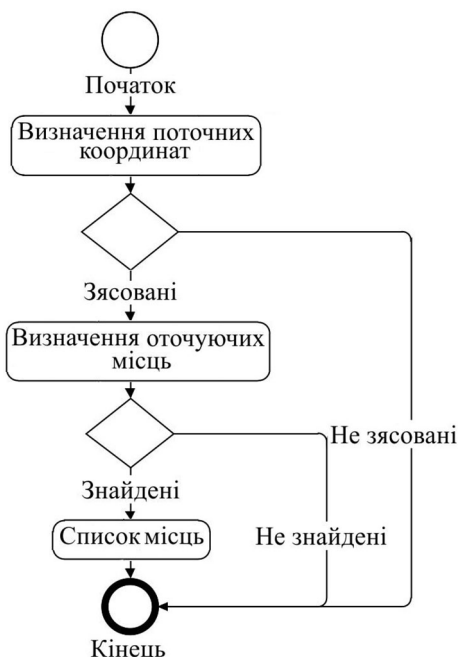 Початок
Визначення поточних
координат
Зясовані
Визначення оточуючих
місць
Не зясовані
Знайдені
Список місць
Не знайдені
Кінець